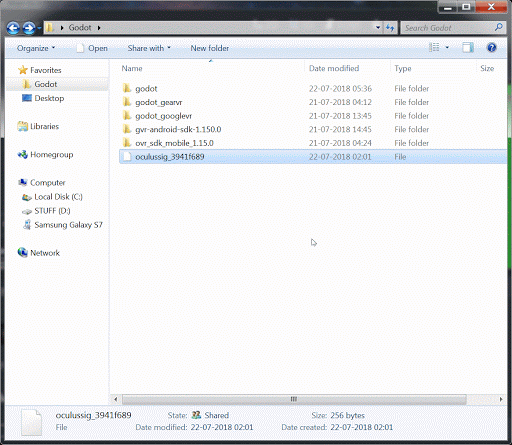 Godot
Search Godot
Organize Open Share with New folder
Name Date modified Type Size
Favorites
Godot
Desktop
Libraries
Homegroup
Computer
Local Disk (C:)
STUFF (D:)
Samsung Galaxy S7
Network
godot 22-07-2018 05:36 File folder
godot_gearvr 21-07-2018 04:12 File folder
godot_googlevr 21-07-2018 13:45 File folder
gvr-android-sdk-1.150.0 21-07-2018 14:45 File folder
ovr_sdk_mobile_1.15.0 21-07-2018 04:24 File folder
oculussig_3941f689 22-07-2018 02:01 File
oculussig_3941f689 State: Shared Size: 256 bytes
File Date modified: 22-07-2018 02:01 Date created: 22-07-2018 02:01